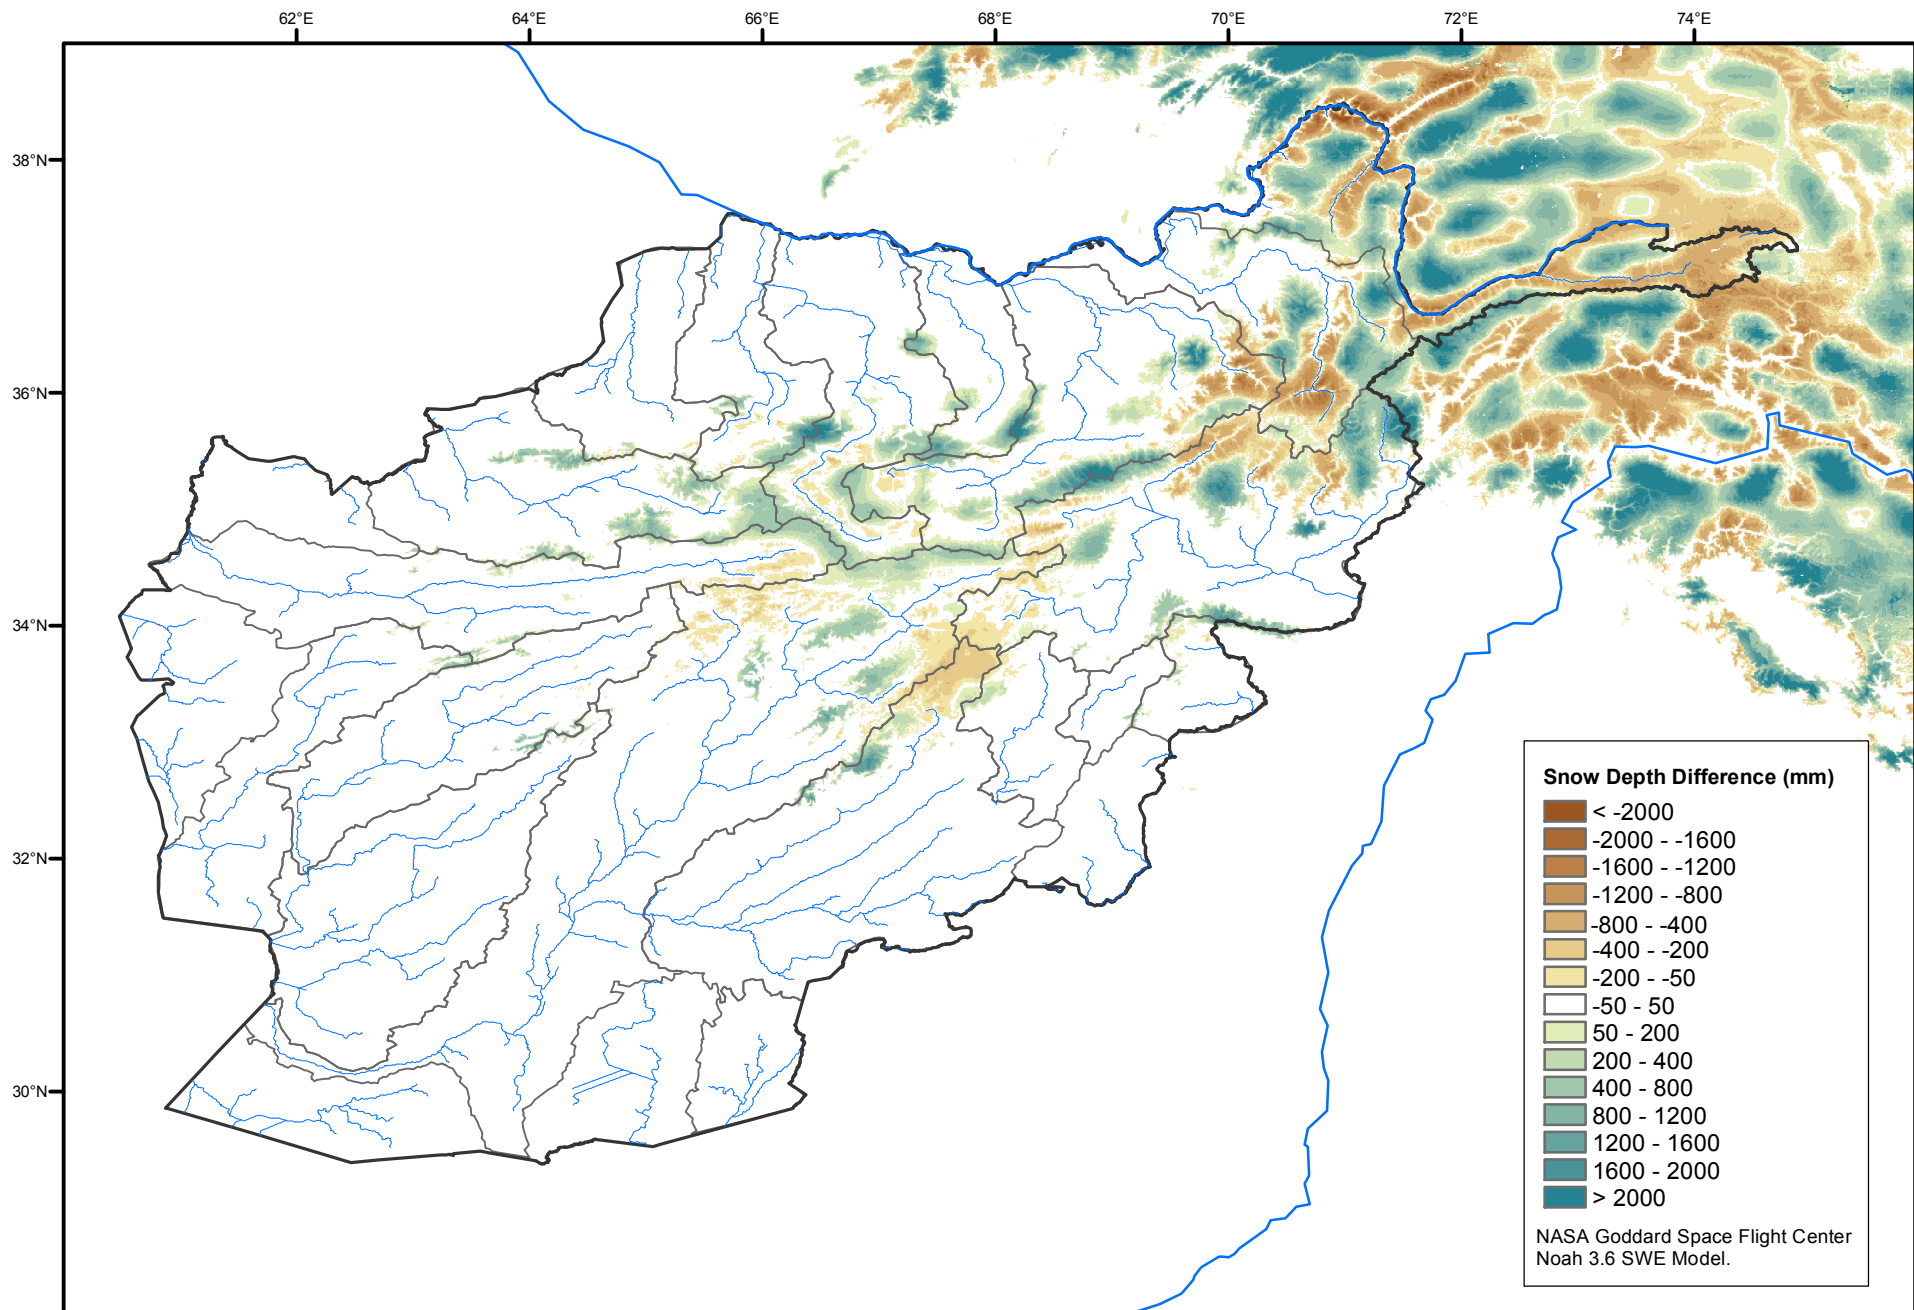 62°E 64°E 66°E 68°E 70°E 72°E 74°E
38°N
36°N
34°N
32°N
30°N
Snow Depth Difference (mm)
< -2000
-2000 - -1600
-1600 - -1200
-1200 - -800
-800 - -400
-400 - -200
-200 - -50
-50 - 50
50 - 200
200 - 400
400 - 800
800 - 1200
1200 - 1600
1600 - 2000
> 2000
NASA Goddard Space Flight Center
Noah 3.6 SWE Model.